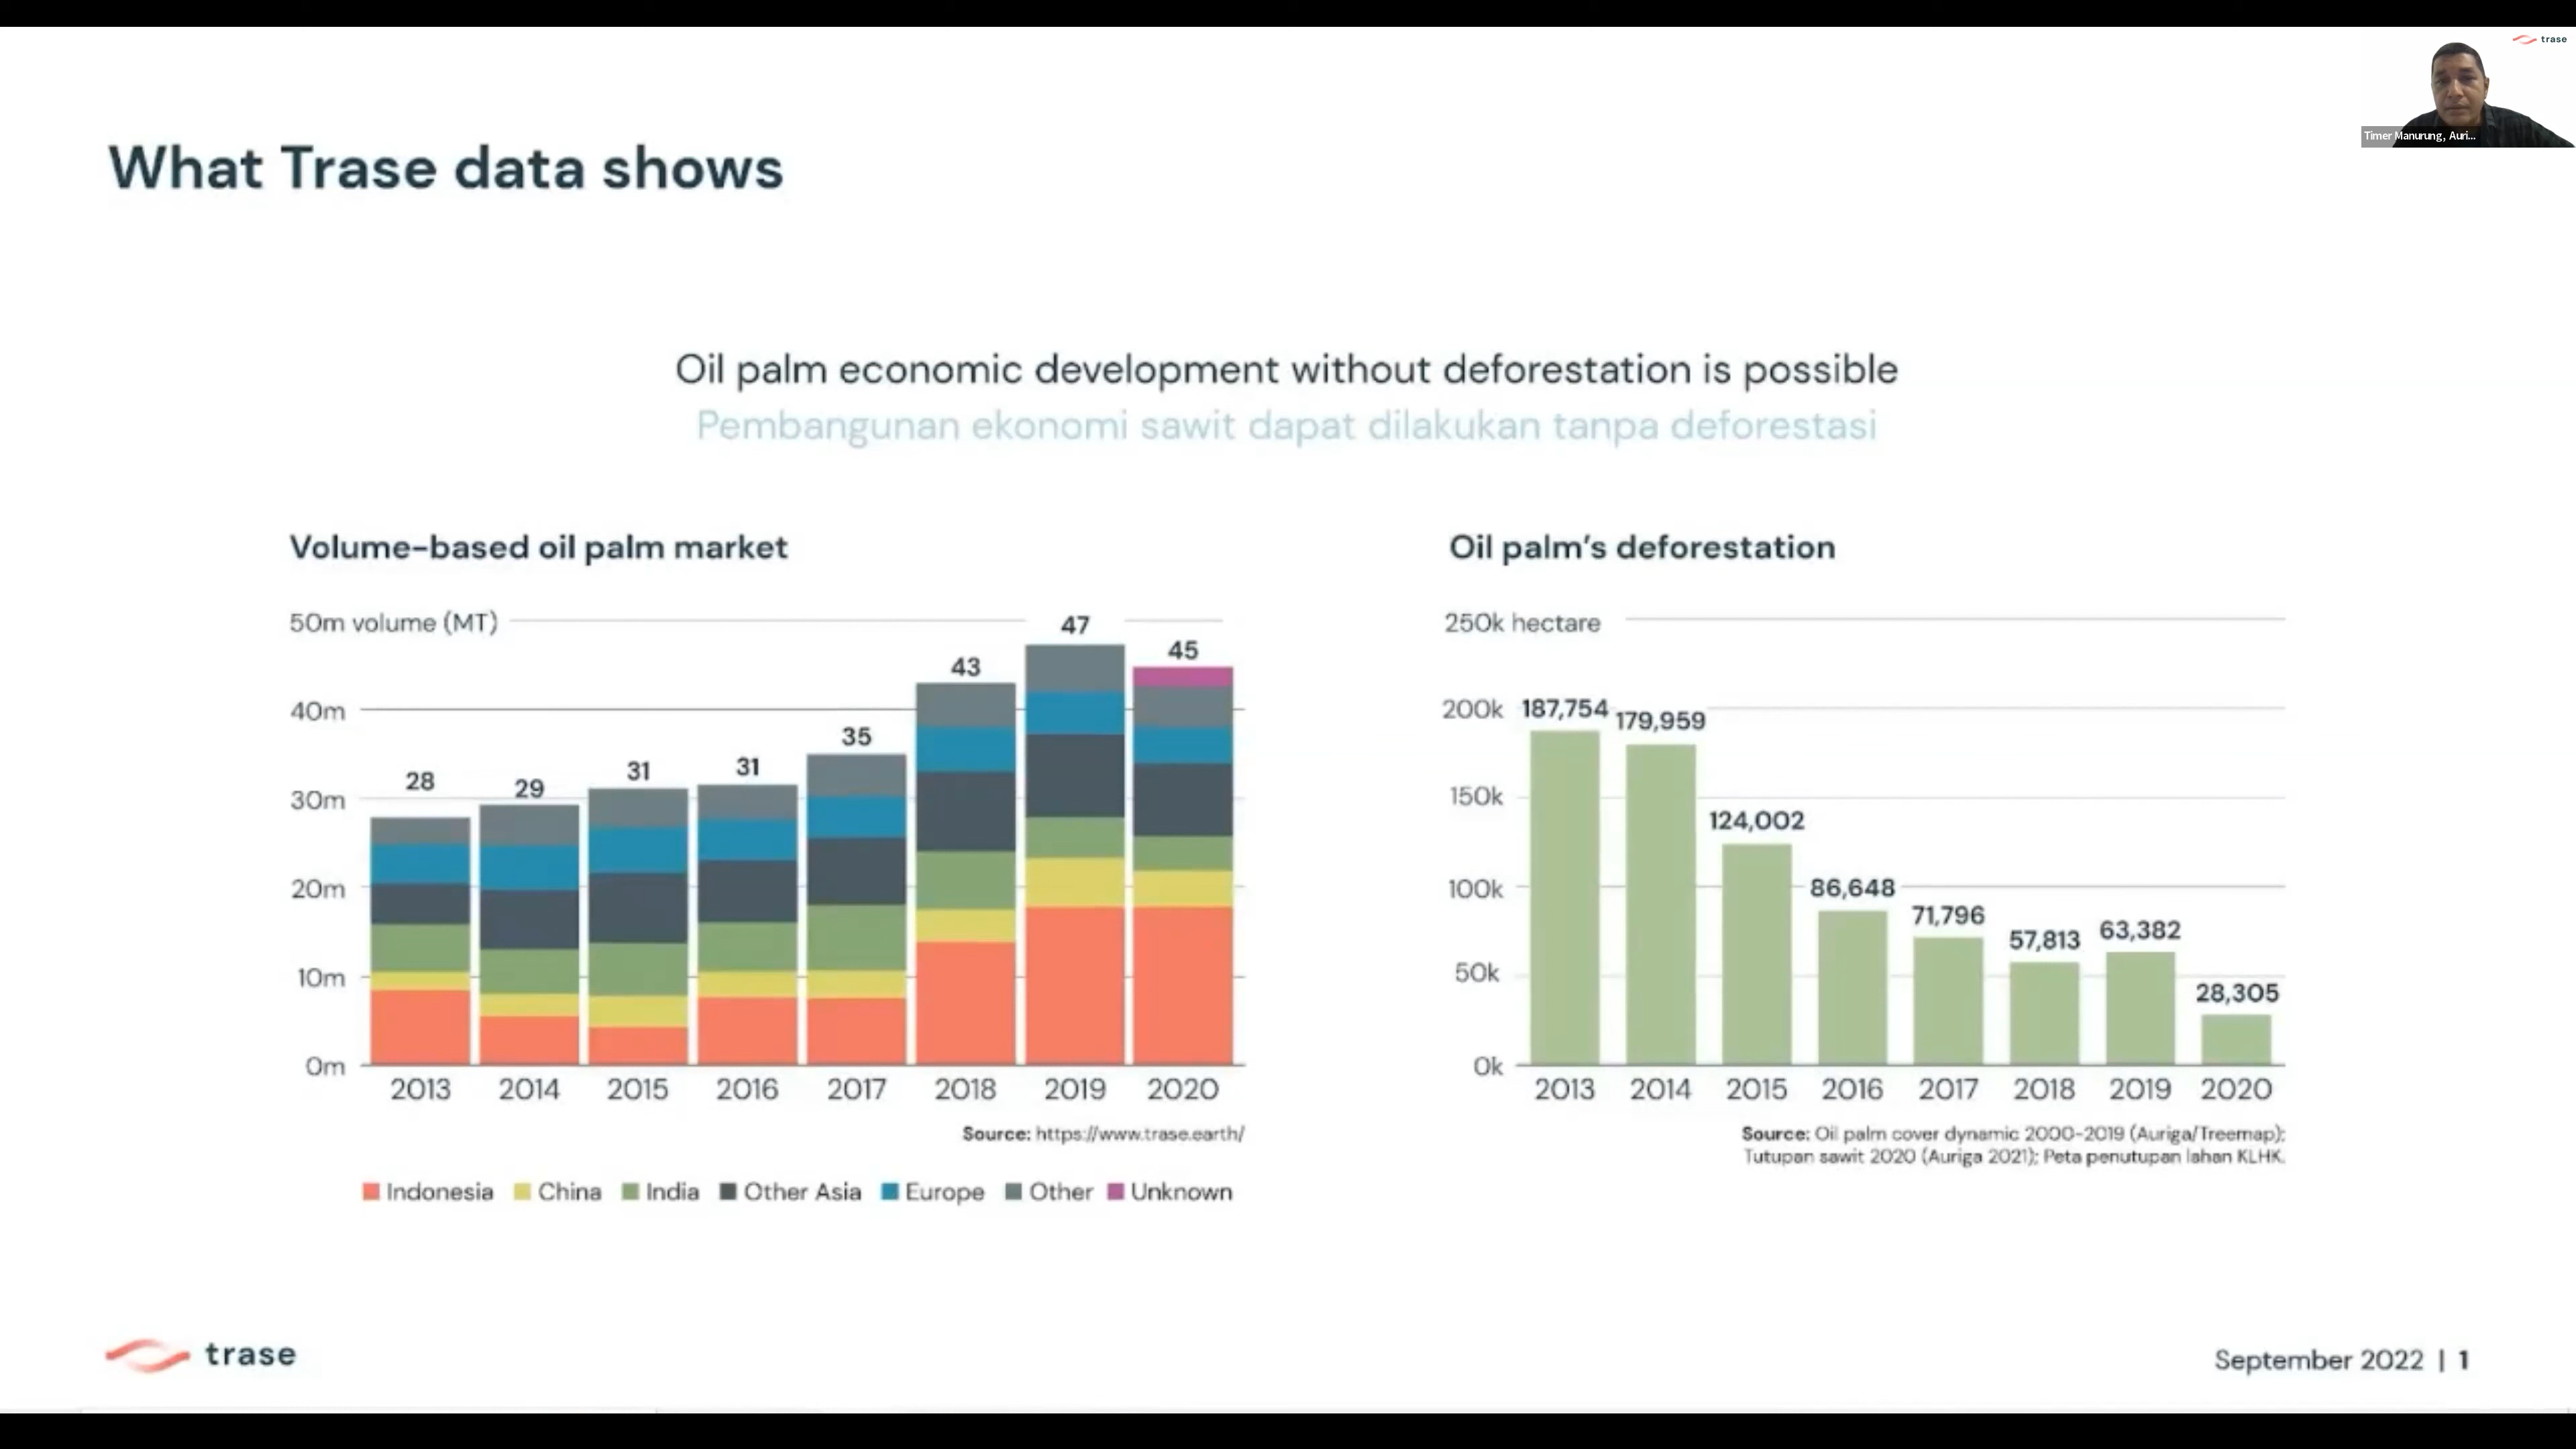 trase
Timer Manurung, Auri...
What Trase data shows
Oil palm economic development without deforestation is possible
Pembangunan ekonomi sawit dapat dilakukan tanpa deforestasi
Volume-based oil palm market
50m volume (MT)
40m
30m
20m
10m
0m
28
29
31
31
35
43
47
45
2013 2014 2015 2016 2017 2018 2019 2020
Source: https://www.trase.earth/
Indonesia China India Other Asia Europe Other Unknown
Oil palm's deforestation
250k hectare
200k
150k
100k
50k
0k
187,754
179,959
124,002
86,648
71,796
57,813
63,382
28,305
2013 2014 2015 2016 2017 2018 2019 2020
Source: Oil palm cover dynamic 2000-2019 (Auriga/Treemap);
Tutupan sawit 2020 (Auriga 2021); Peta penutupan lahan KLHK.
trase
September 2022 | 1